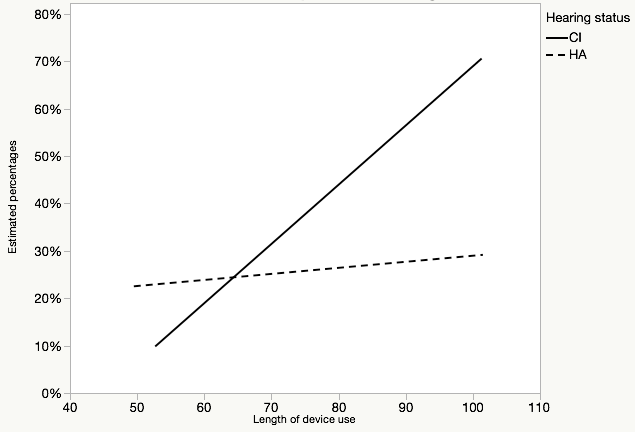 80%
70%
60%
50%
40%
30%
20%
10%
0%
Estimated percentages
40 50 60 70 80 90 100 110
Length of device use
Hearing status
CI
HA